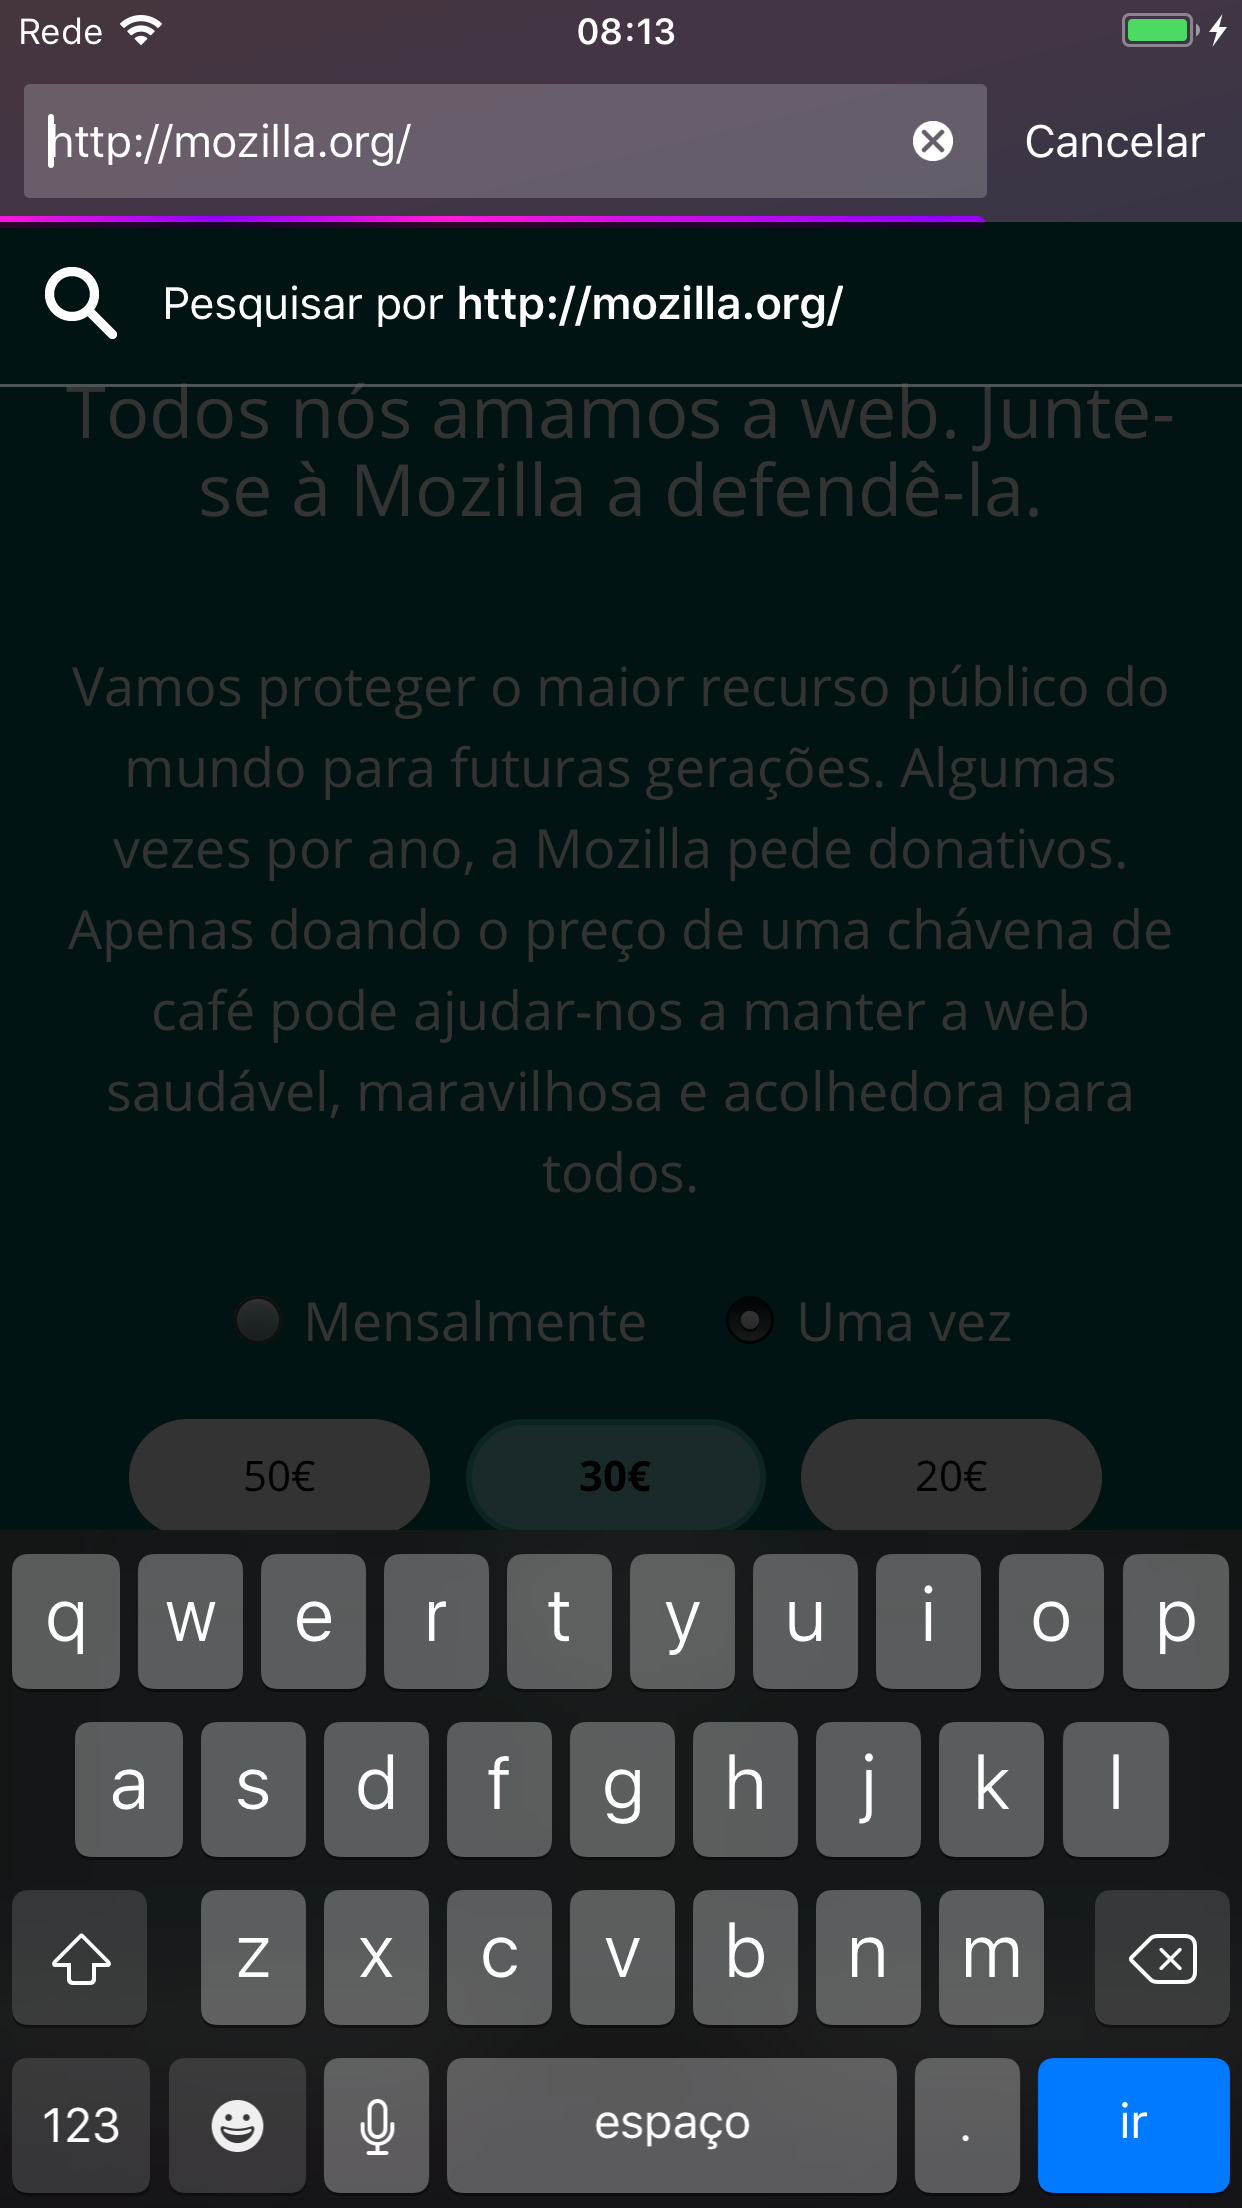 Rede 08:13
http://mozilla.org/ Cancelar
Pesquisar por http://mozilla.org/
Todos nós amamos a web. Junte-
se à Mozilla a defendê-la.
Vamos proteger o maior recurso público do
mundo para futuras gerações. Algumas
vezes por ano, a Mozilla pede donativos.
Apenas doando o preço de uma chávena de
café pode ajudar-nos a manter a web
saudável, maravilhosa e acolhedora para
todos.
Mensalmente Uma vez
50€ 30€ 20€
q w e r t y u i o p
a s d f g h j k l
z x c v b n m
123 espaço . ir